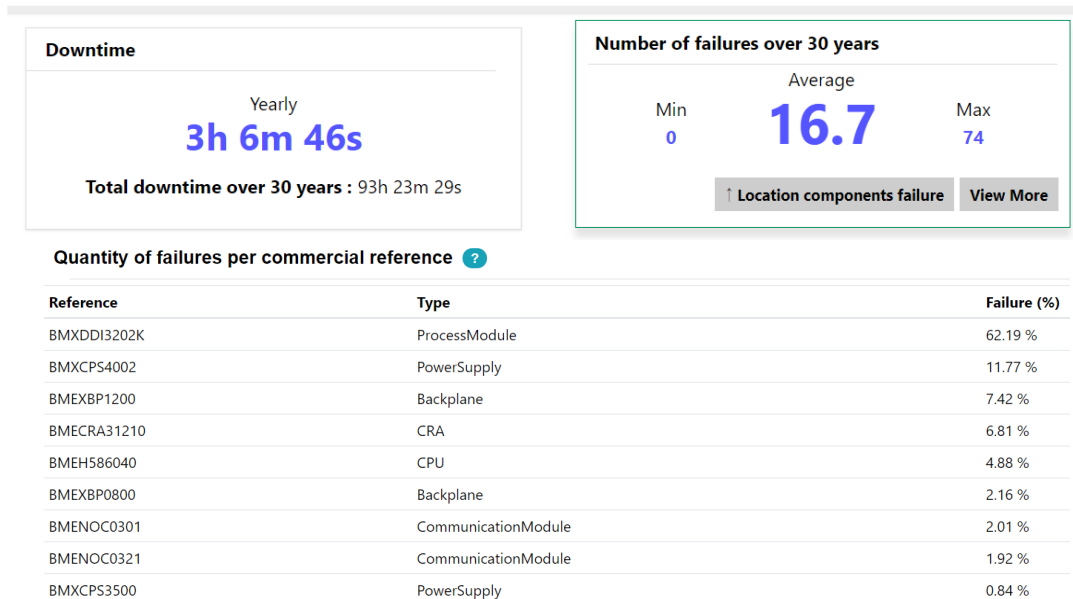 Downtime
Yearly
3h 6m 46s
Total downtime over 30 years : 93h 23m 29s
Number of failures over 30 years
Average
Min
16.7
Max
0
74
↑ Location components failure
View More
Quantity of failures per commercial reference ?
Reference Type Failure (%)
BMXDDI3202K ProcessModule 62.19 %
BMXCPS4002 PowerSupply 11.77 %
BMEXBP1200 Backplane 7.42 %
BMECRA31210 CRA 6.81 %
BMEH586040 CPU 4.88 %
BMEXBP0800 Backplane 2.16 %
BMENOC0301 CommunicationModule 2.01 %
BMENOC0321 CommunicationModule 1.92 %
BMXCPS3500 PowerSupply 0.84 %